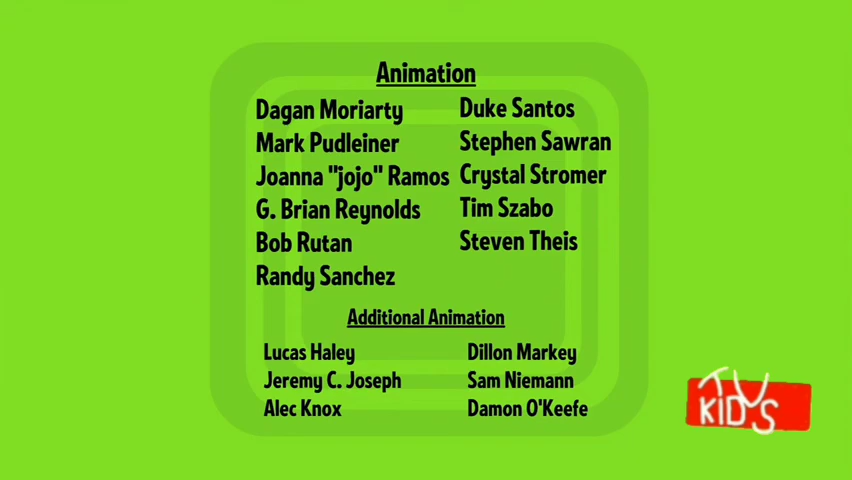 Animation
Dagan Moriarty
Mark Pudleiner
Joanna "jojo" Ramos
G. Brian Reynolds
Bob Rutan
Randy Sanchez
Duke Santos
Stephen Sawran
Crystal Stromer
Tim Szabo
Steven Theis
Additional Animation
Lucas Haley
Jeremy C. Joseph
Alec Knox
Dillon Markey
Sam Niemann
Damon O'Keefe
TV
KIDS